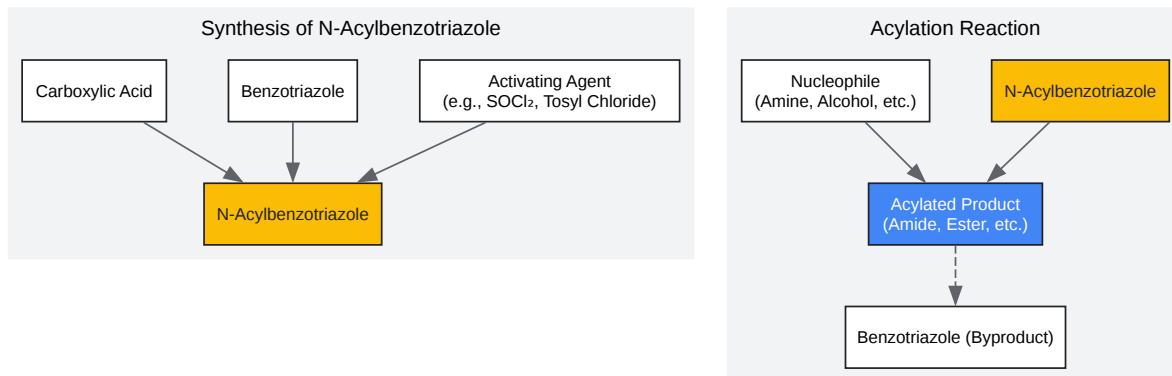 Synthesis of N-Acylbenzotriazole
Carboxylic Acid
Benzotriazole
Activating Agent
(e.g., SOCl₂, Tosyl Chloride)
N-Acylbenzotriazole
Acylation Reaction
Nucleophile
(Amine, Alcohol, etc.)
N-Acylbenzotriazole
Acylated Product
(Amide, Ester, etc.)
Benzotriazole (Byproduct)